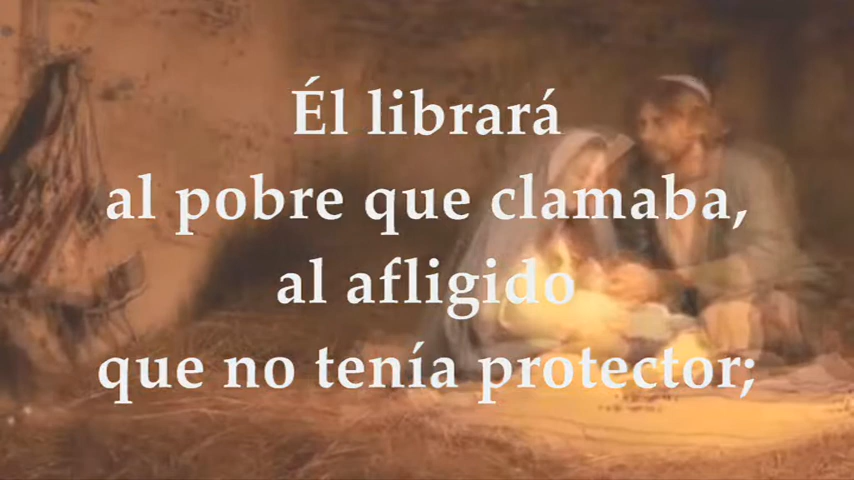 Él librará
al pobre que clamaba,
al afligido
que no tenía protector;